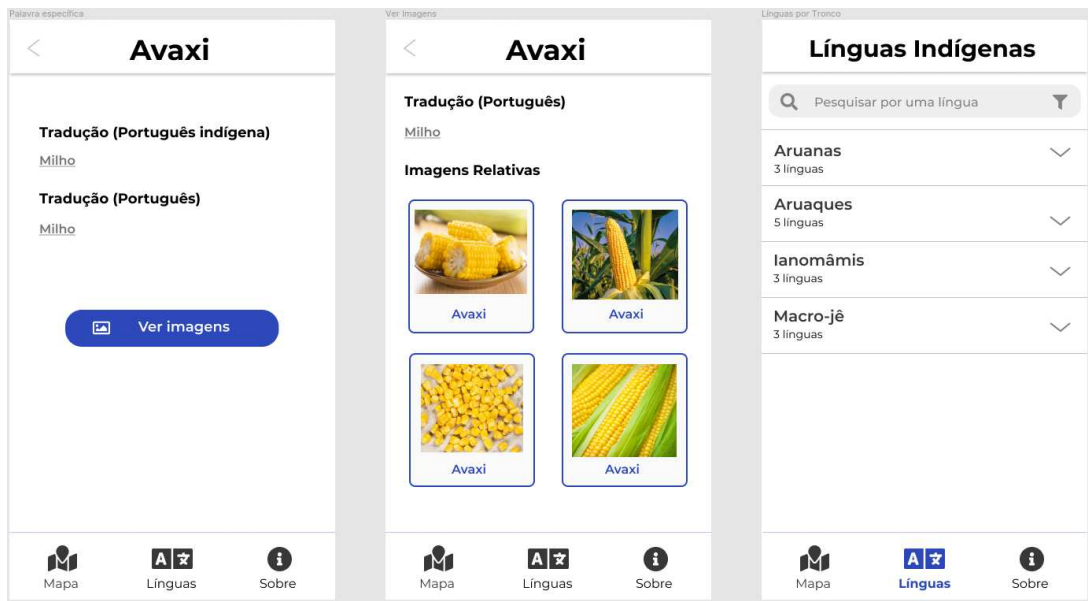 Palavra específica
Avaxi
Tradução (Português indígena)
Milho
Tradução (Português)
Milho
Ver imagens
Mapa
Línguas
Sobre
Ver Imagens
Avaxi
Tradução (Português)
Milho
Imagens Relativas
Avaxi
Avaxi
Avaxi
Avaxi
Mapa
Línguas
Sobre
Línguas por Tronco
Línguas Indígenas
Pesquisar por uma língua
Aruanas
3 línguas
Aruaques
5 línguas
Ianomâmis
3 línguas
Macro-jê
3 línguas
Mapa
Línguas
Sobre